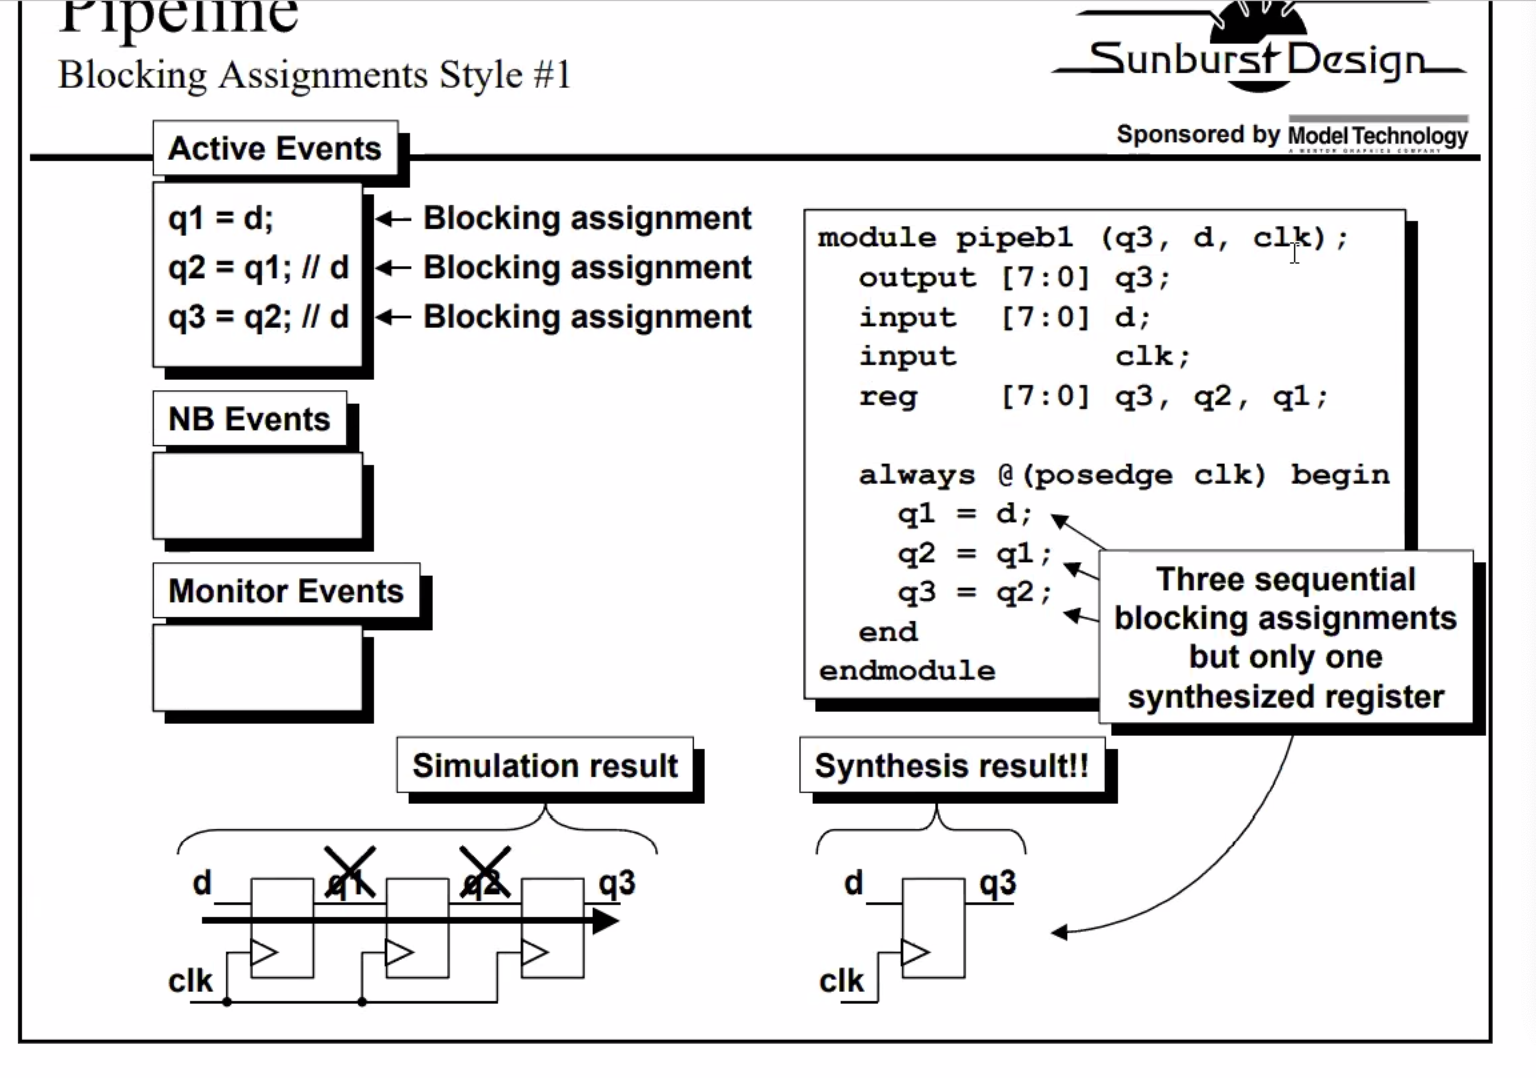 Pipeline
Blocking Assignments Style #1
Sunburst Design
Sponsored by Model Technology
A MENTOR GRAPHICS COMPANY
Active Events
q1 = d;
q2 = q1; // d
q3 = q2; // d
Blocking assignment
Blocking assignment
Blocking assignment
NB Events
Monitor Events
module pipeb1 (q3, d, clk);
  output [7:0] q3;
  input  [7:0] d;
  input        clk;
  reg    [7:0] q3, q2, q1;
  always @(posedge clk) begin
    q1 = d;
    q2 = q1;
    q3 = q2;
  end
endmodule
Three sequential
blocking assignments
but only one
synthesized register
Simulation result
d q1 q2 q3
clk
Synthesis result!!
d q3
clk